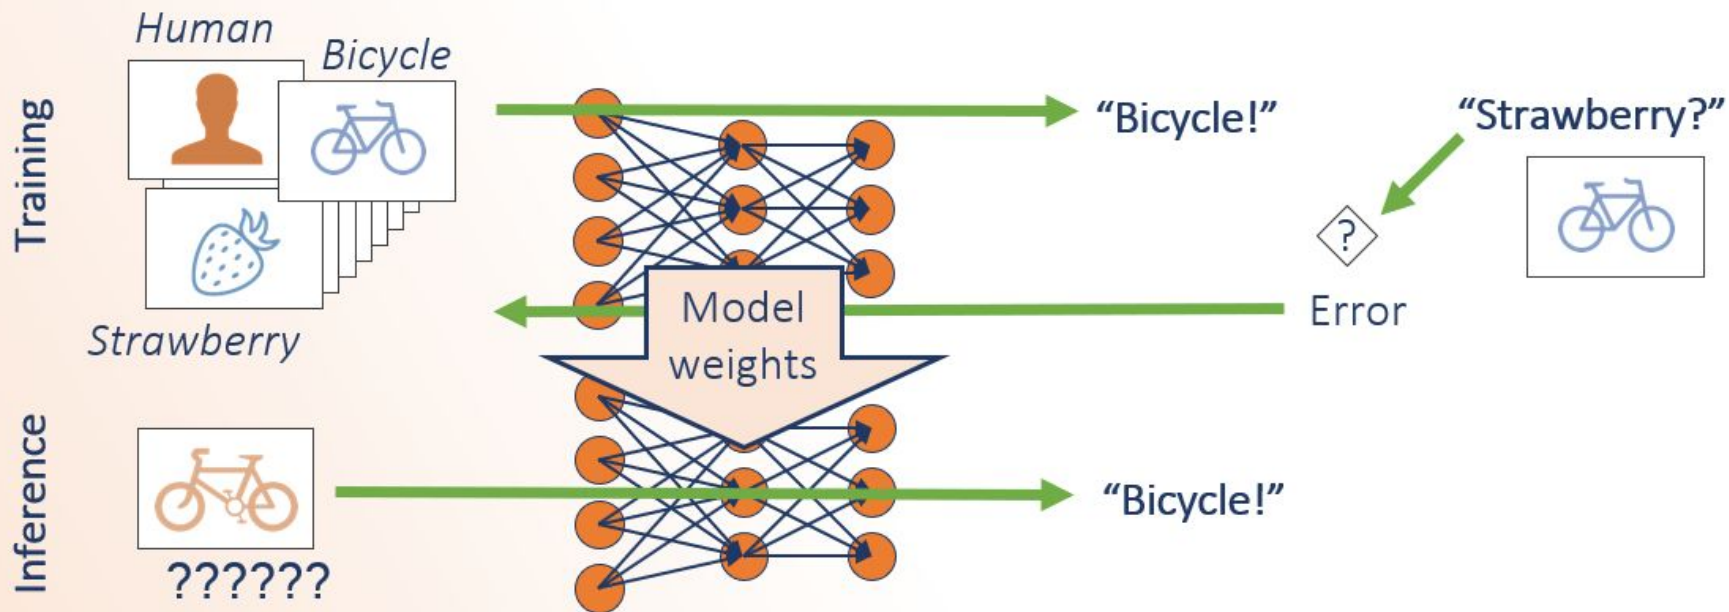 Training
Human
Bicycle
Strawberry
“Bicycle!”
“Strawberry?”
?
Error
Model
weights
Inference
??????
“Bicycle!”